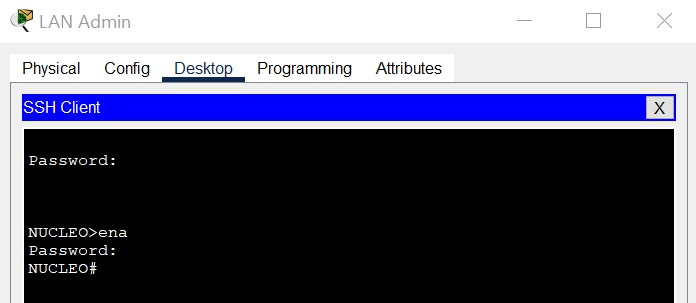 LAN Admin
Physical Config Desktop Programming Attributes
SSH Client X
Password:
NUCLEO>ena
Password:
NUCLEO#